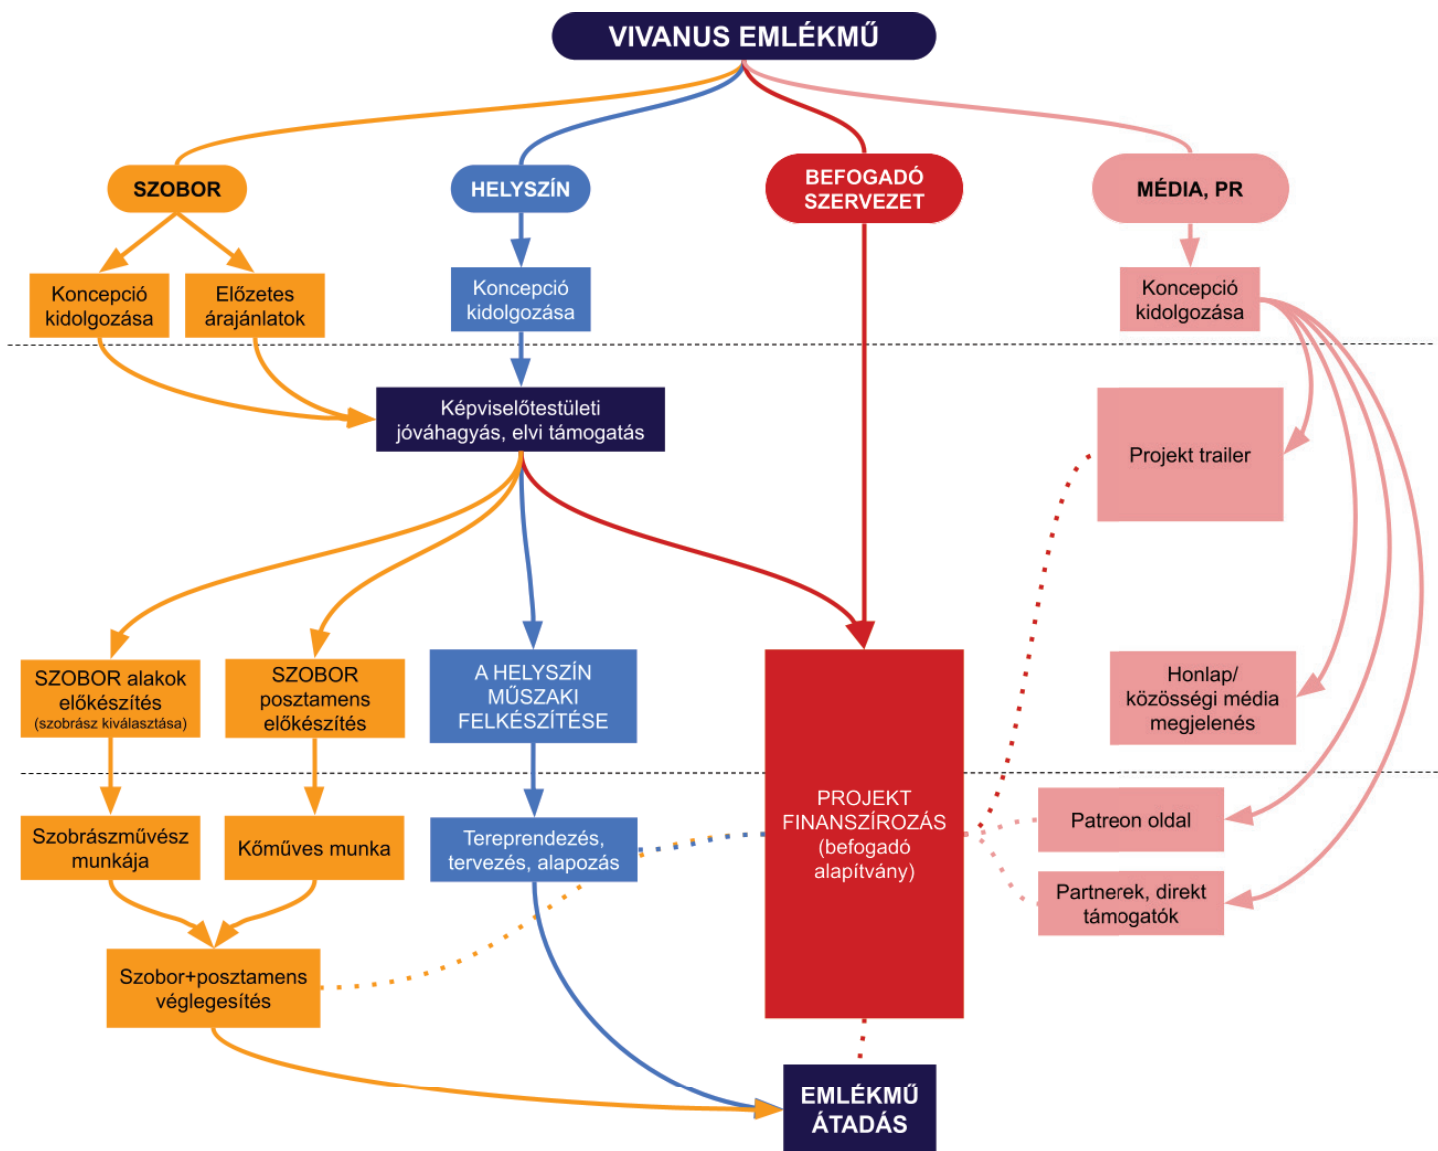 VIVANUS EMLÉKMŰ
SZOBOR
HELYSZÍN
BEFOGADÓ
SZERVEZET
MÉDIA, PR
Koncepció
kidolgozása
Előzetes
árajánlatok
Koncepció
kidolgozása
Koncepció
kidolgozása
Képviselőtestületi
jóváhagyás, elvi támogatás
Projekt trailer
SZOBOR alakok
előkészítés
(szobrász kiválasztása)
SZOBOR
posztamens
előkészítés
A HELYSZÍN
MŰSZAKI
FELKÉSZÍTÉSE
Honlap/
közösségi média
megjelenés
PROJEKT
FINANSZÍROZÁS
(befogadó
alapítvány)
Szobrászművész
munkája
Kőműves munka
Tereprendezés,
tervezés, alapozás
Patreon oldal
Partnerek, direkt
támogatók
Szobor+posztamens
véglegesítés
EMLÉKMŰ
ÁTADÁS